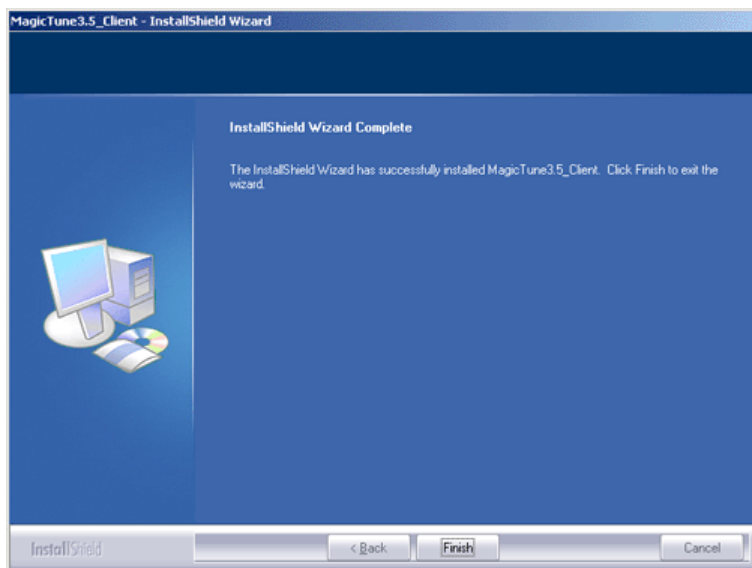 MagicTune3.5_Client - InstallShield Wizard
InstallShield Wizard Complete
The InstallShield Wizard has successfully installed MagicTune3.5_Client. Click Finish to exit the
wizard.
InstallShield
< Back
Finish
Cancel